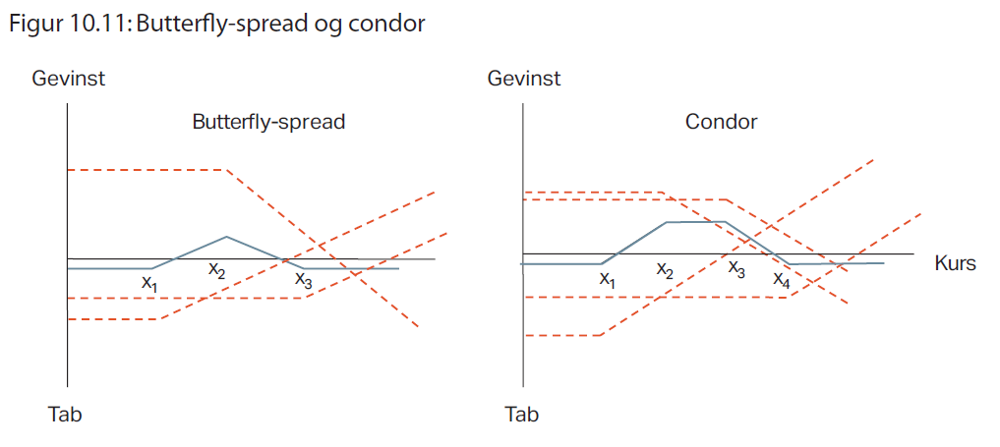 Figur 10.11: Butterfly-spread og condor
Gevinst
Butterfly-spread
x₁
x₂
x₃
Tab
Gevinst
Condor
x₁
x₂
x₃
x₄
Kurs
Tab